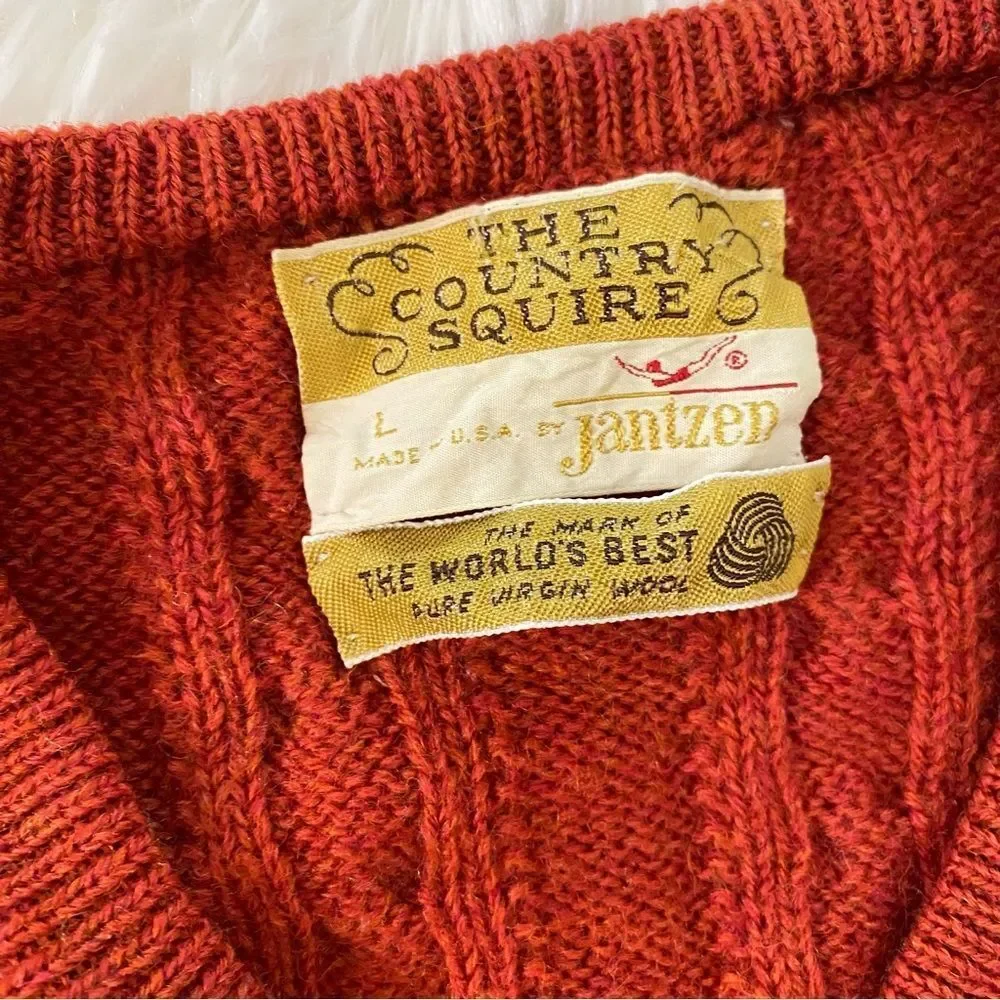 THE
COUNTRY
SQUIRE
®
L
MADE U.S.A. BY jantzen
THE MARK OF
THE WORLD'S BEST
PURE VIRGIN WOOL